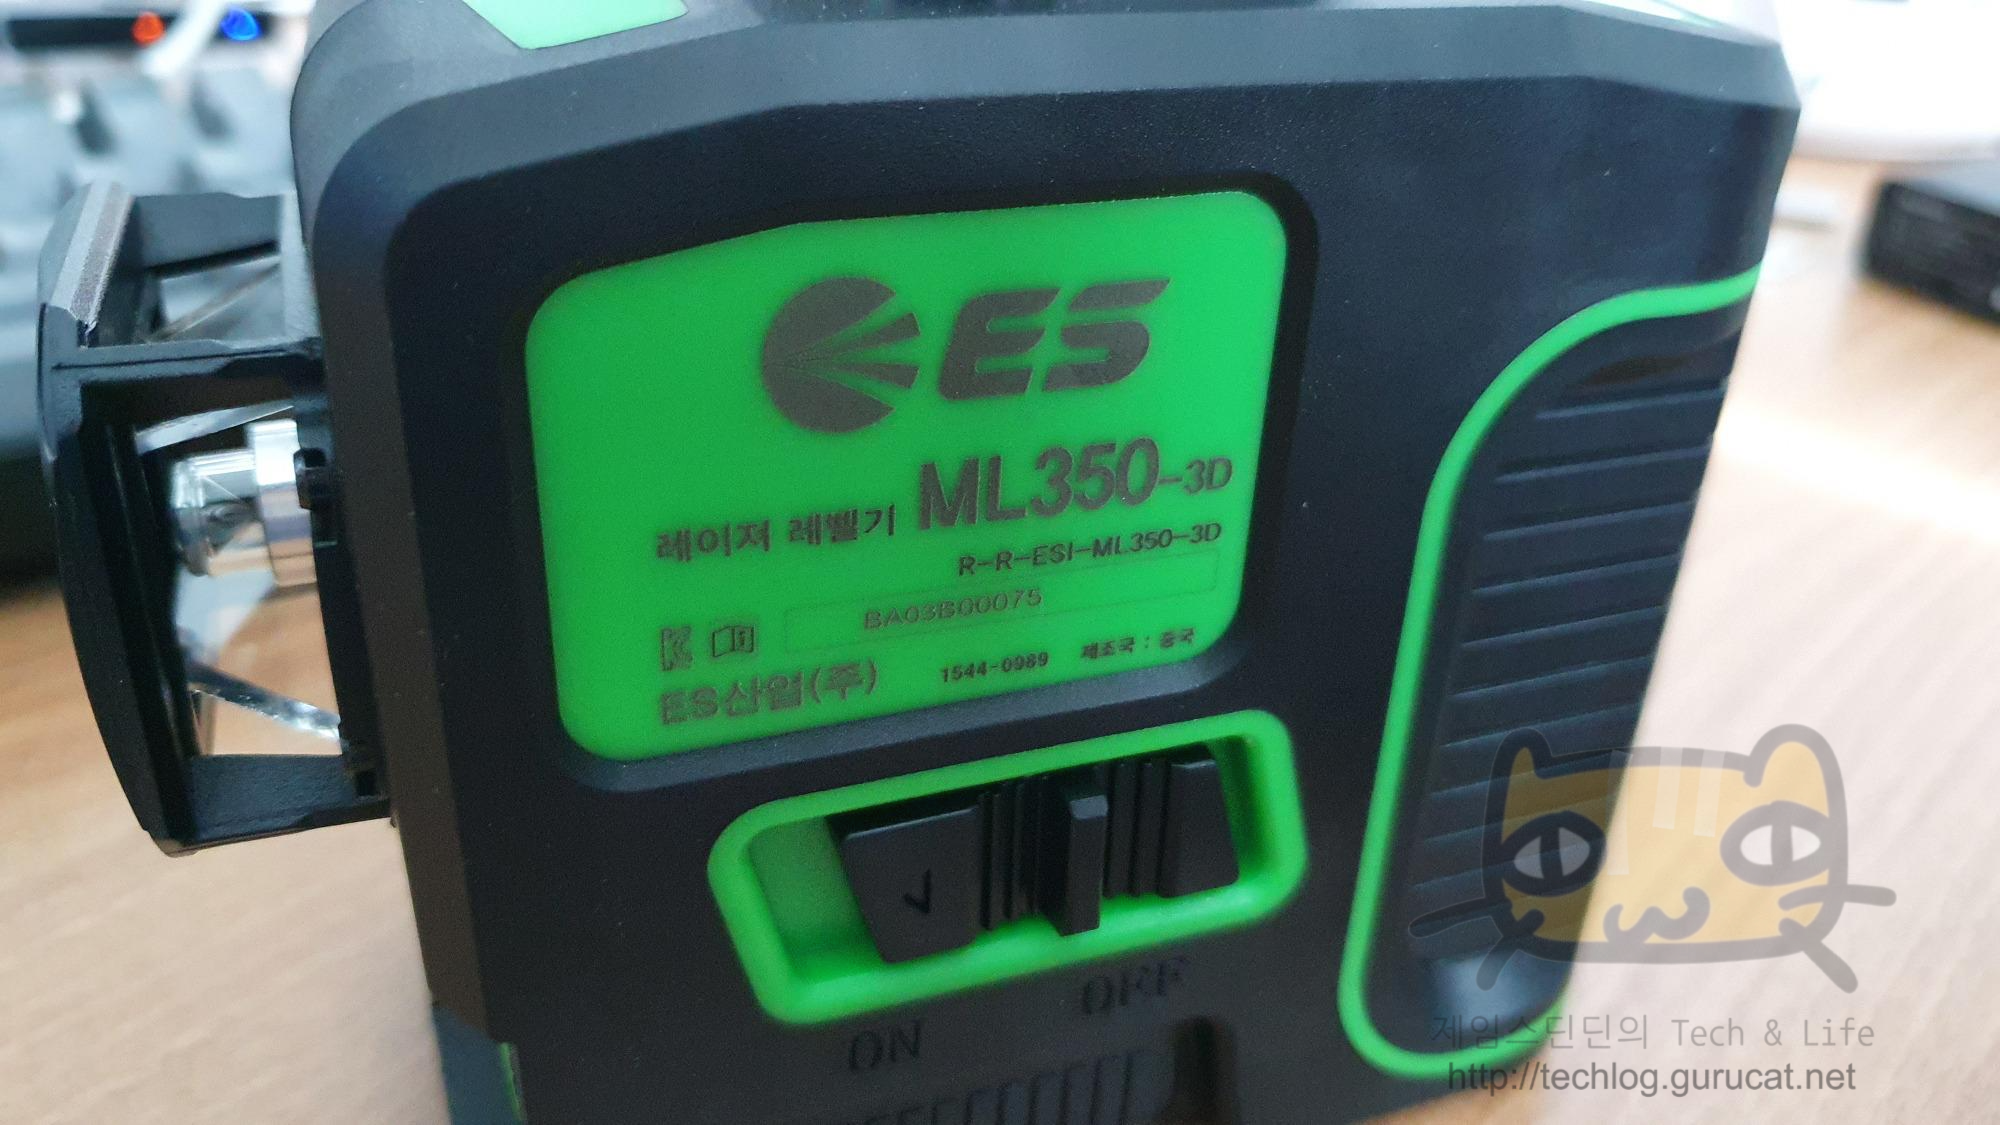 ES
레이져 레벨기 ML350-3D
R-R-ESI-ML350-3D
BA03B00075
ES산업(주) 1544-0989 제조국 : 중국
ON OFF
제임스딘딘의 Tech & Life
http://techlog.gurucat.net